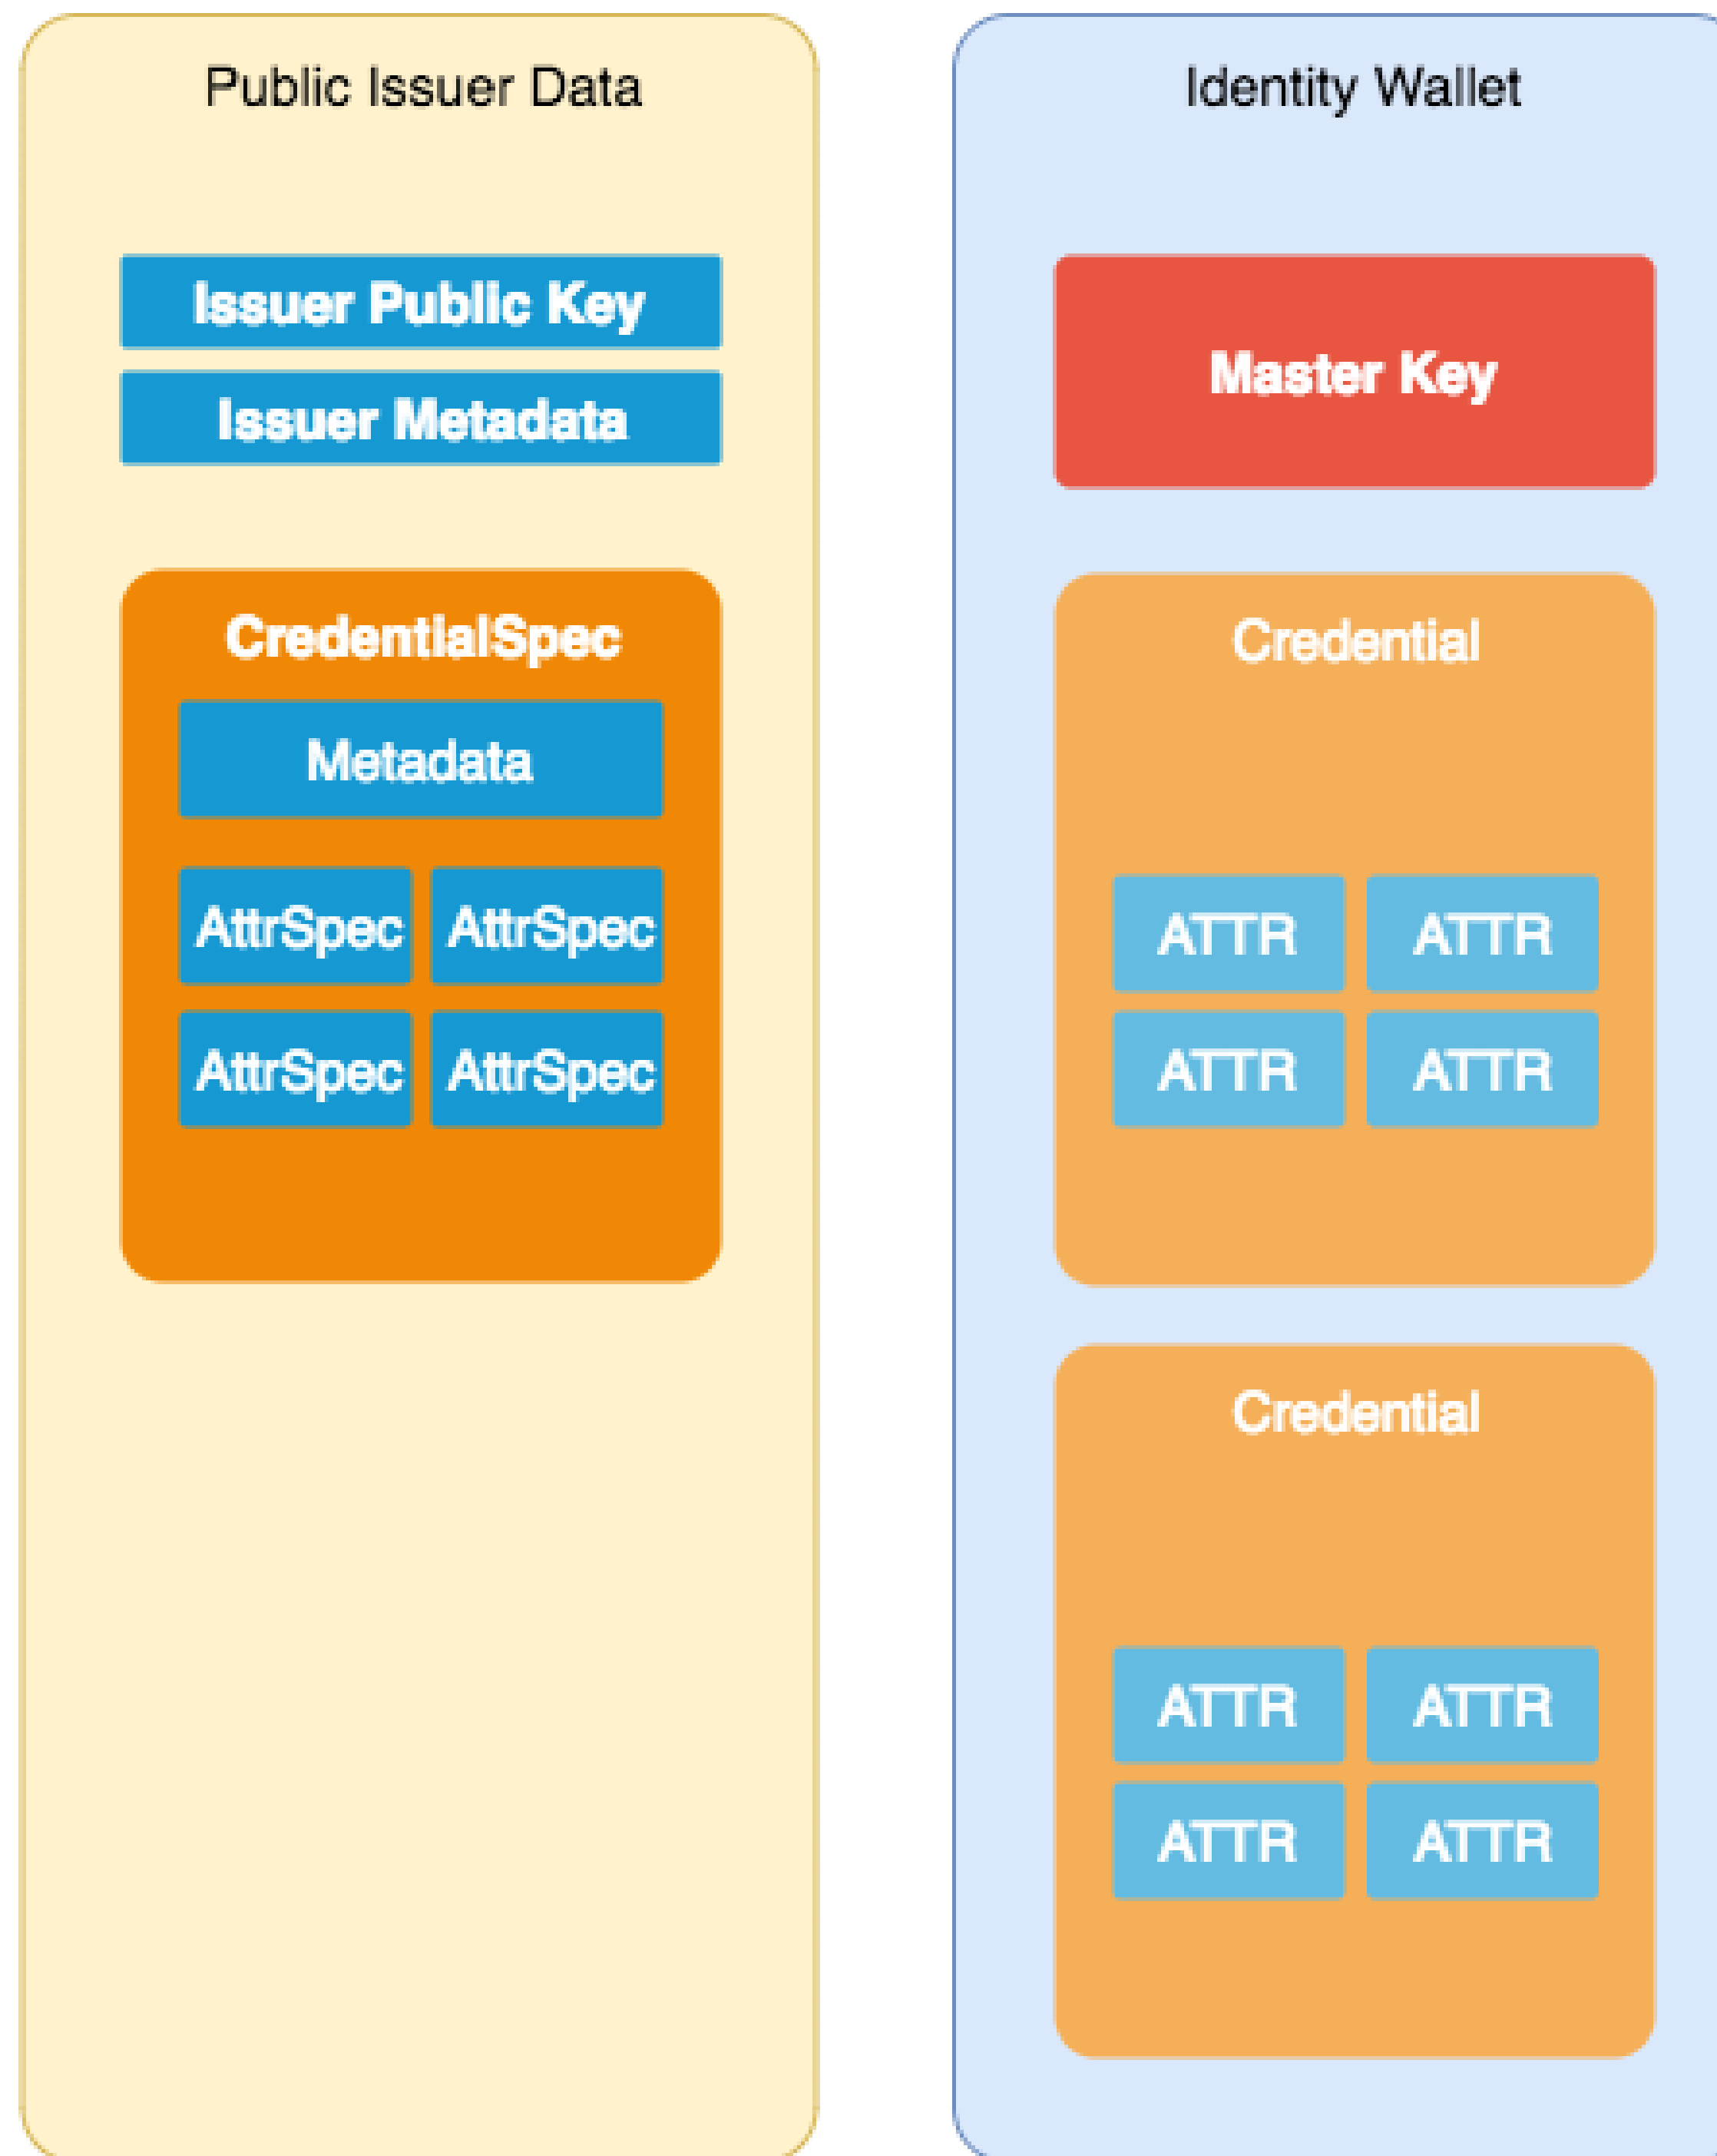 Public Issuer Data
Issuer Public Key
Issuer Metadata
CredentialSpec
Metadata
AttrSpec AttrSpec
AttrSpec AttrSpec
Identity Wallet
Master Key
Credential
ATTR ATTR
ATTR ATTR
Credential
ATTR ATTR
ATTR ATTR